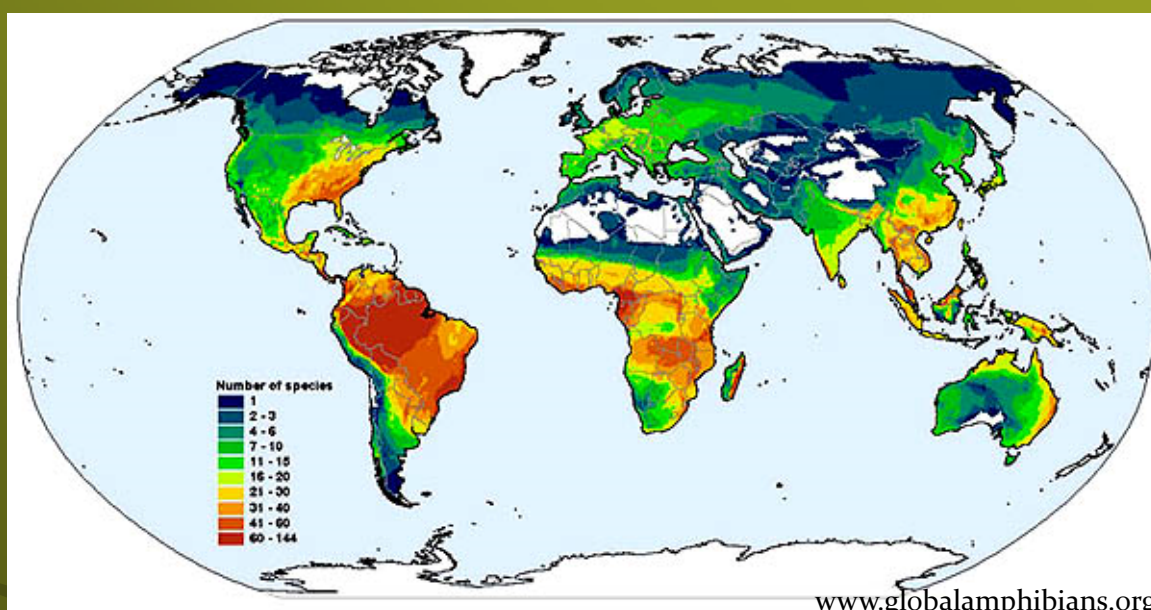 Number of species
1
2 - 3
4 - 6
7 - 10
11 - 15
16 - 20
21 - 30
31 - 40
41 - 60
60 - 144
www.globalamphibians.org